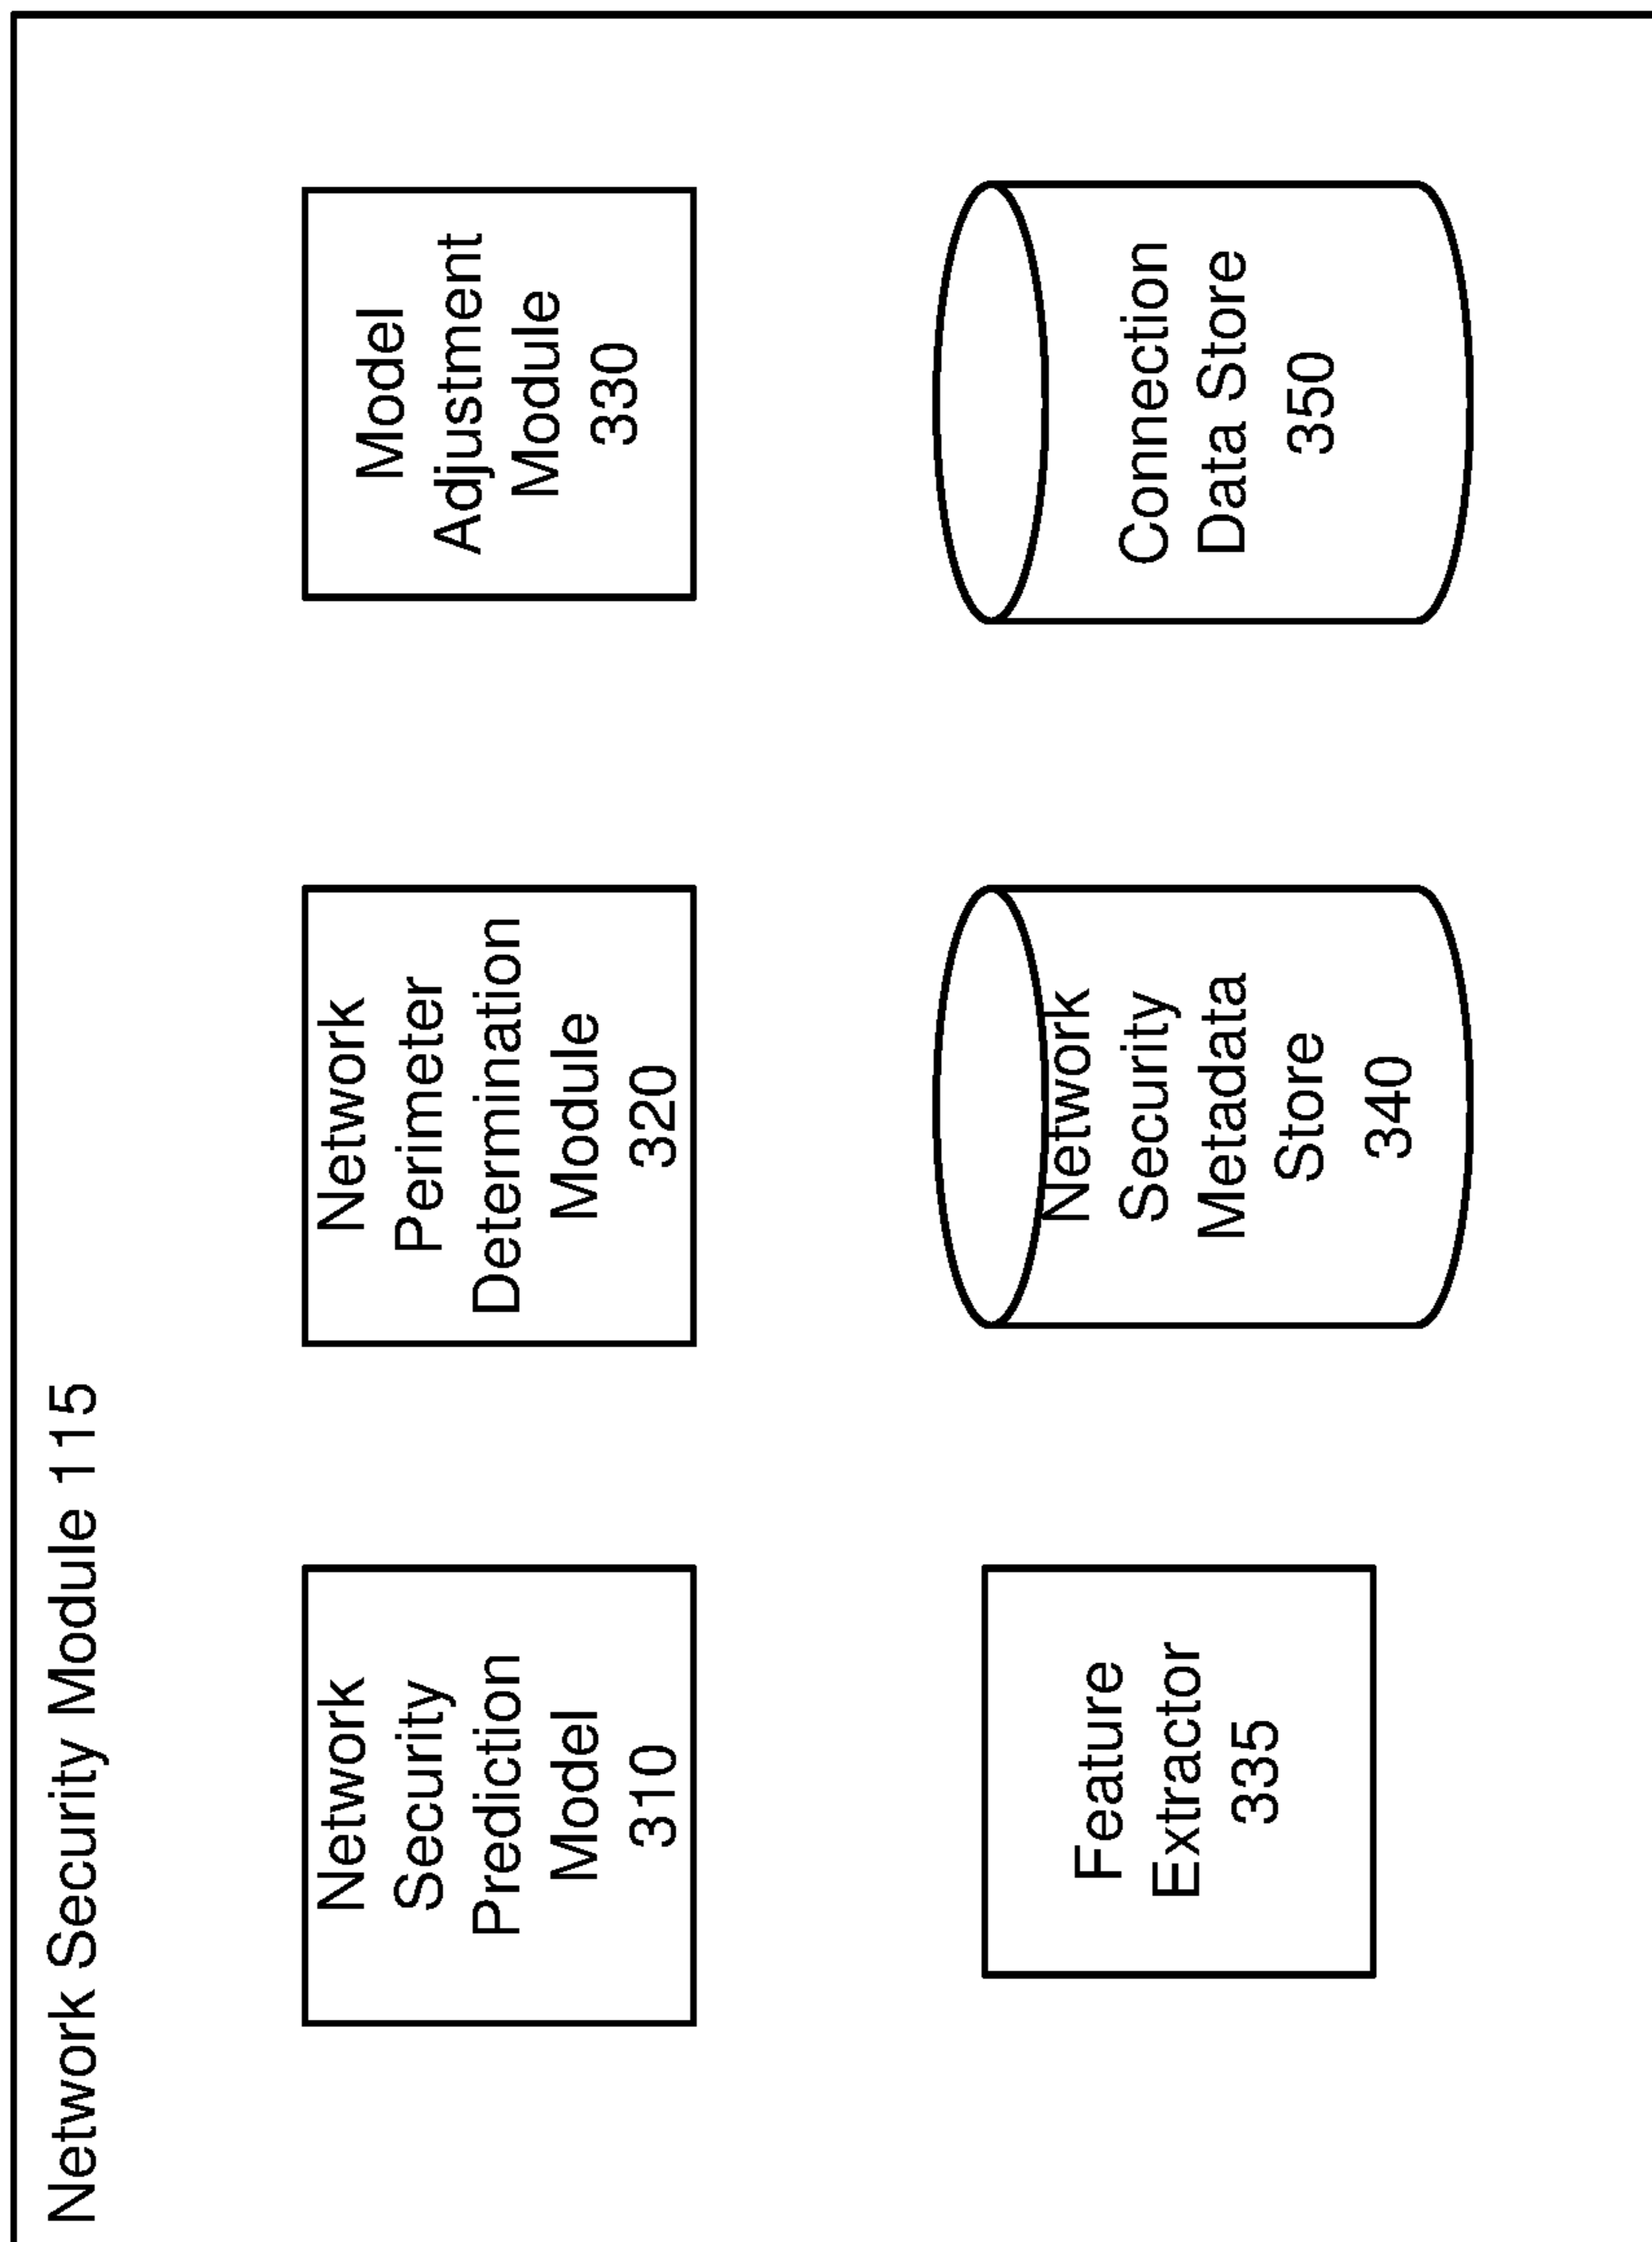 Network Security Module 115
Network
Security
Prediction
Model
310
Network
Perimeter
Determination
Module
320
Model
Adjustment
Module
330
Feature
Extractor
335
Network
Security
Metadata
Store
340
Connection
Data Store
350